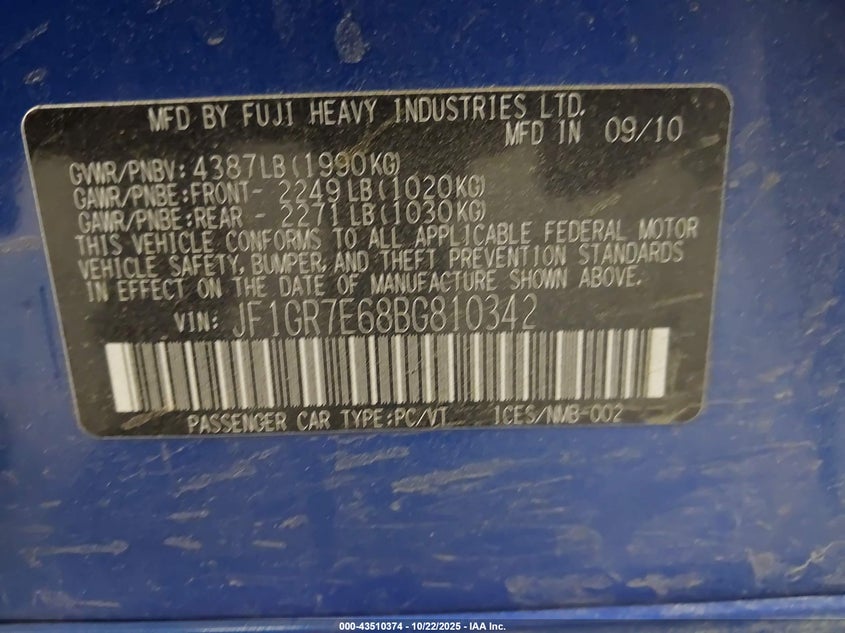 MFD BY FUJI HEAVY INDUSTRIES LTD.
MFD IN 09/10
GVWR/PNBV: 4387LB(1990KG)
GAWR/PNBE:FRONT- 2249LB(1020KG)
GAWR/PNBE:REAR - 2271LB(1030KG)
THIS VEHICLE CONFORMS TO ALL APPLICABLE FEDERAL MOTOR
VEHICLE SAFETY, BUMPER, AND THEFT PREVENTION STANDARDS
IN EFFECT ON THE DATE OF MANUFACTURE SHOWN ABOVE.
VIN: JF1GR7E68BG810342
PASSENGER CAR TYPE:PC/VT ICES/NMB-002
000-43510374 - 10/22/2025 - IAA Inc.